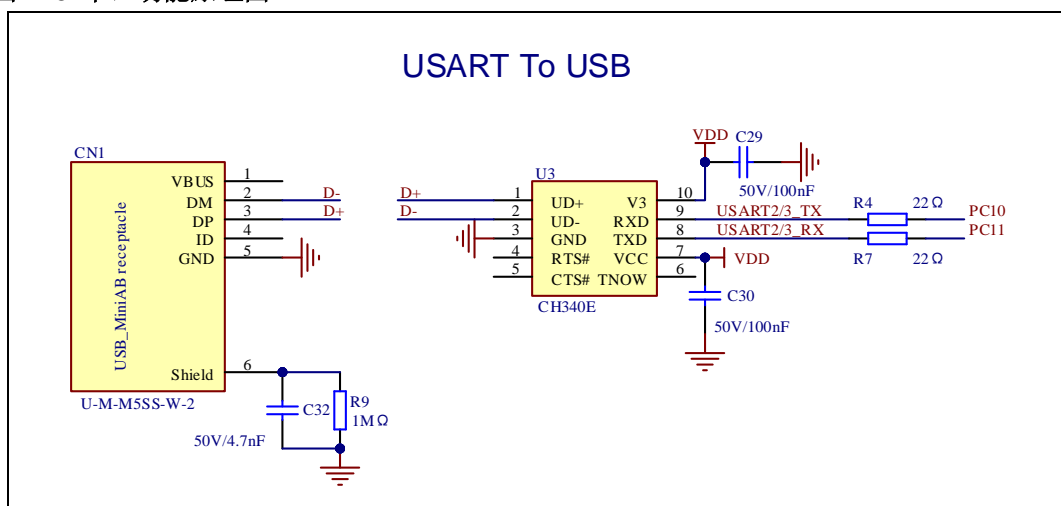 USART To USB
CN1
USB_MiniAB receptacle
VBUS 1
DM 2 D-
DP 3 D+
ID 4
GND 5
Shield 6
U-M-M5SS-W-2
C32
50V/4.7nF
R9
1MΩ
U3
D+ 1 UD+
D- 2 UD-
3 GND
4 RTS#
5 CTS#
V3 10
RXD 9 USART2/3_TX
TXD 8 USART2/3_RX
VCC 7 VDD
TNOW 6
CH340E
VDD
C29
50V/100nF
R4 22Ω PC10
R7 22Ω PC11
C30
50V/100nF